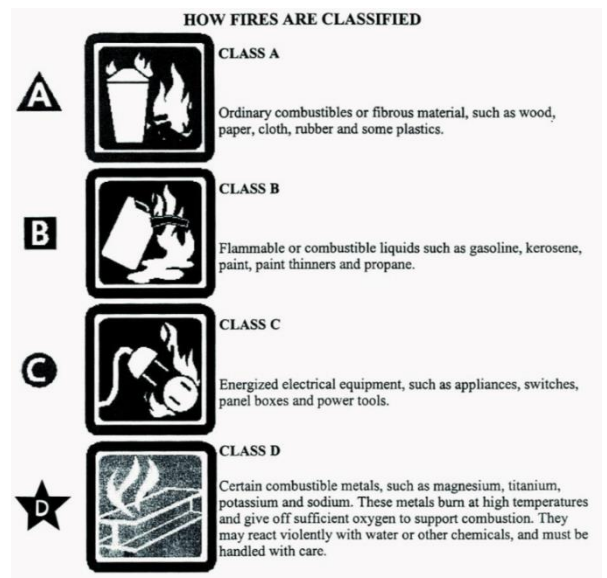 HOW FIRES ARE CLASSIFIED
A
CLASS A
Ordinary combustibles or fibrous material, such as wood,
paper, cloth, rubber and some plastics.
B
CLASS B
Flammable or combustible liquids such as gasoline, kerosene,
paint, paint thinners and propane.
C
CLASS C
Energized electrical equipment, such as appliances, switches,
panel boxes and power tools.
D
CLASS D
Certain combustible metals, such as magnesium, titanium,
potassium and sodium. These metals burn at high temperatures
and give off sufficient oxygen to support combustion. They
may react violently with water or other chemicals, and must be
handled with care.